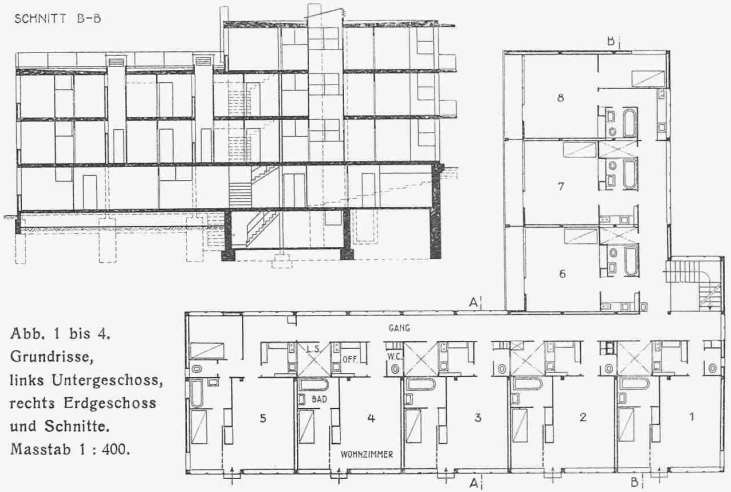 SCHNITT B-B
B
8
7
6
A
GANG
L.S.
OFF.
W.C.
BAD
5
4
3
2
1
WOHNZIMMER
A
B
Abb. 1 bis 4.
Grundrisse,
links Untergeschoss,
rechts Erdgeschoss
und Schnitte.
Masstab 1 : 400.